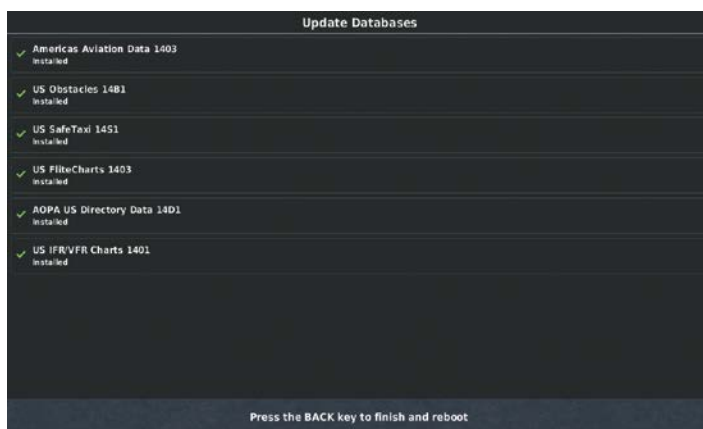 Update Databases
Americas Aviation Data 1403
Installed
US Obstacles 14B1
Installed
US SafeTaxi 14S1
Installed
US FliteCharts 1403
Installed
AOPA US Directory Data 14D1
Installed
US IFR/VFR Charts 1401
Installed
Press the BACK key to finish and reboot